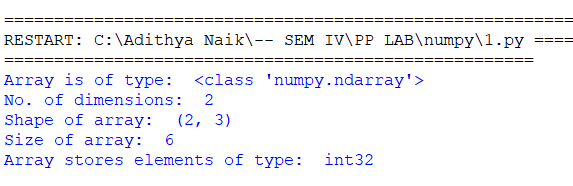 =========================================================
RESTART: C:\Adithya Naik\-- SEM IV\PP LAB\numpy\1.py ====
=====================================================
Array is of type:  <class 'numpy.ndarray'>
No. of dimensions:  2
Shape of array:  (2, 3)
Size of array:  6
Array stores elements of type:  int32